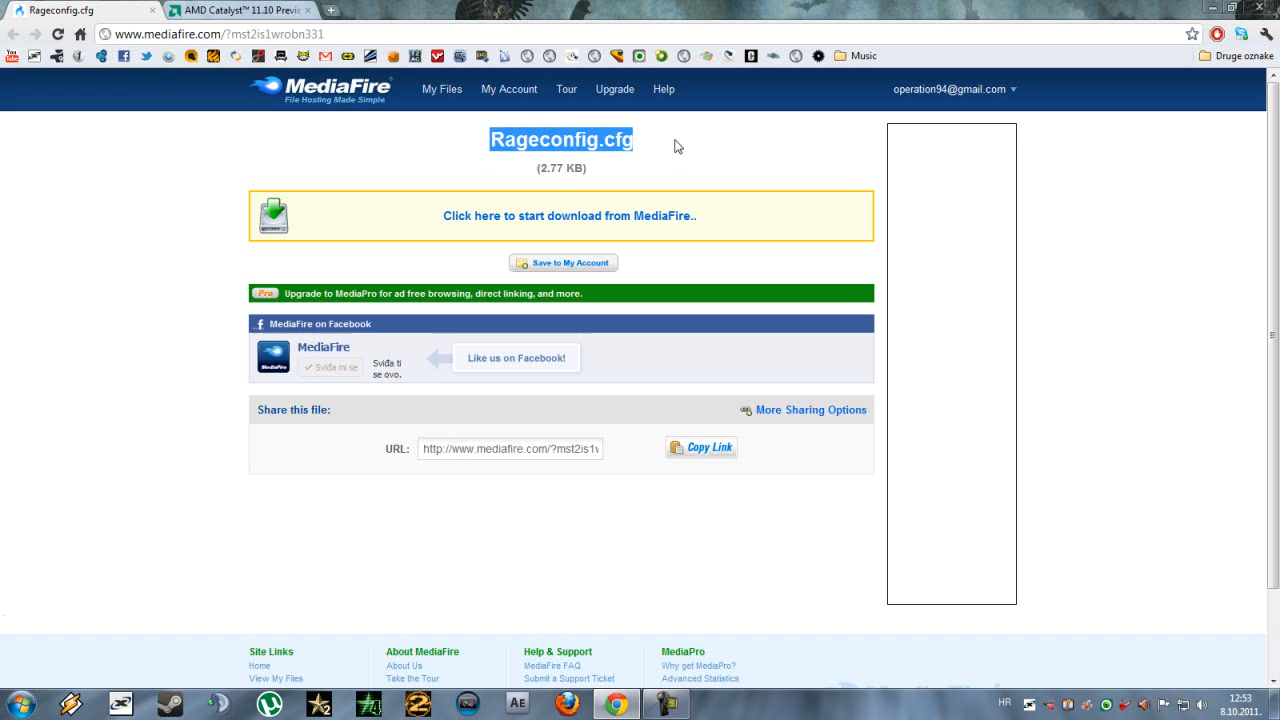 Rageconfig.cfg
AMD Catalyst™ 11.10 Previe
www.mediafire.com/?mst2is1wrobn331
Music
Druge oznake
MediaFire
File Hosting Made Simple
My Files
My Account
Tour
Upgrade
Help
operation94@gmail.com
Rageconfig.cfg
(2.77 KB)
Click here to start download from MediaFire..
Save to My Account
Pro Upgrade to MediaPro for ad free browsing, direct linking, and more.
MediaFire on Facebook
MediaFire
MediaFire
Sviđa mi se
Sviđa ti
se ovo.
Like us on Facebook!
Share this file:
More Sharing Options
URL:
http://www.mediafire.com/?mst2is1w
Copy Link
Site Links
About MediaFire
Help & Support
MediaPro
Home
About Us
MediaFire FAQ
Why get MediaPro?
View My Files
Take the Tour
Submit a Support Ticket
Advanced Statistics
AE
HR
12:53
8.10.2011.